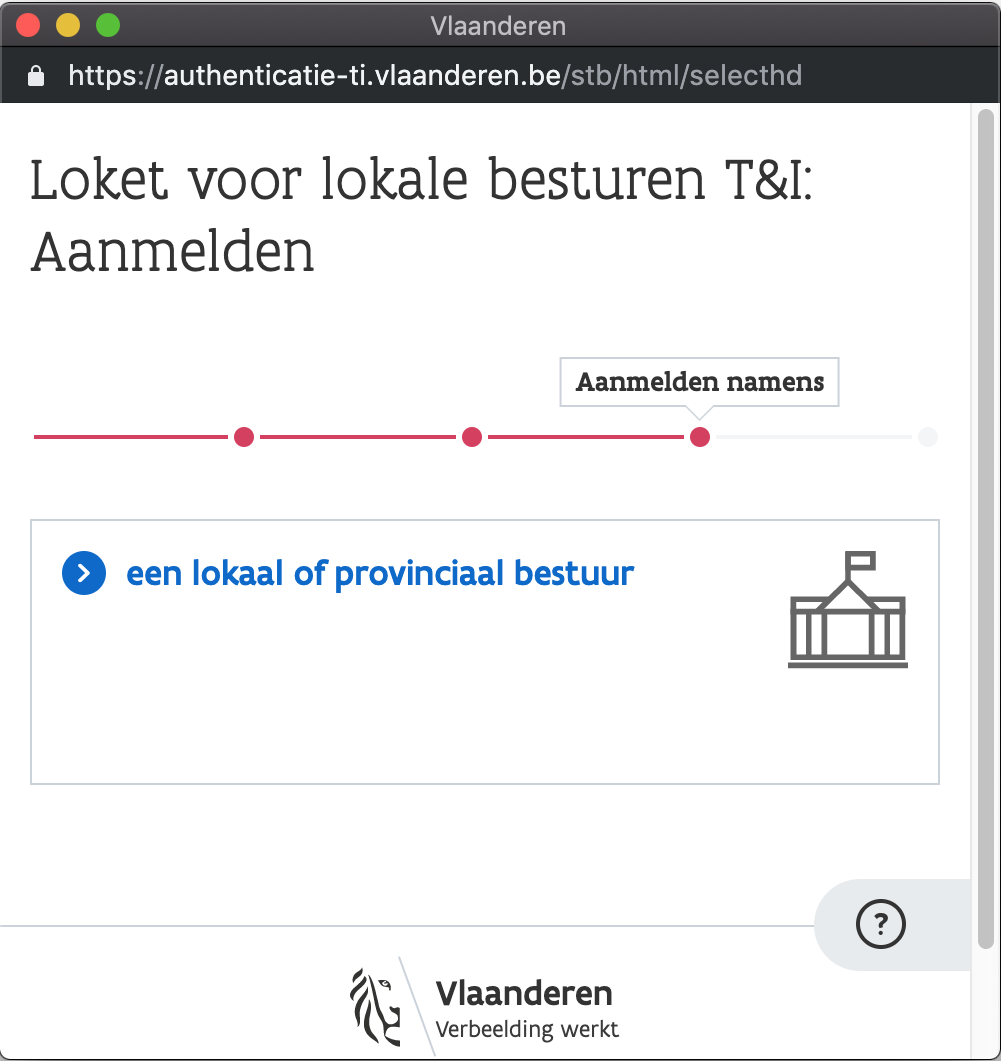 Vlaanderen
https://authenticatie-ti.vlaanderen.be/stb/html/selecthd
Loket voor lokale besturen T&I:
Aanmelden
Aanmelden namens
een lokaal of provinciaal bestuur
?
Vlaanderen
Verbeelding werkt